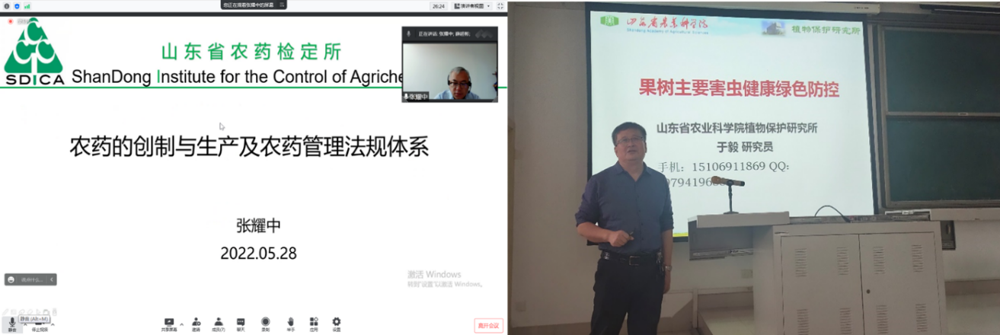 您正在观看张耀中的屏幕
26:24
演讲者视图
SDICA
山东省农药检定所
ShanDong Institute for the Control of Agriche
正在讲话: 张耀中;
张耀中
农药的创制与生产及农药管理法规体系
张耀中
2022.05.28
激活 Windows
转到"设置"以激活 Windows。
静音 (Alt+M)
静音
停止视频
共享屏幕
邀请
成员(7)
聊天
录制
举手
应用
设置
离开会议
山东省农业科学院
Shandong Academy of Agricultural Sciences
植物保护研究所
果树主要害虫健康绿色防控
山东省农业科学院植物保护研究所
于毅 研究员
手机：15106911869 QQ: